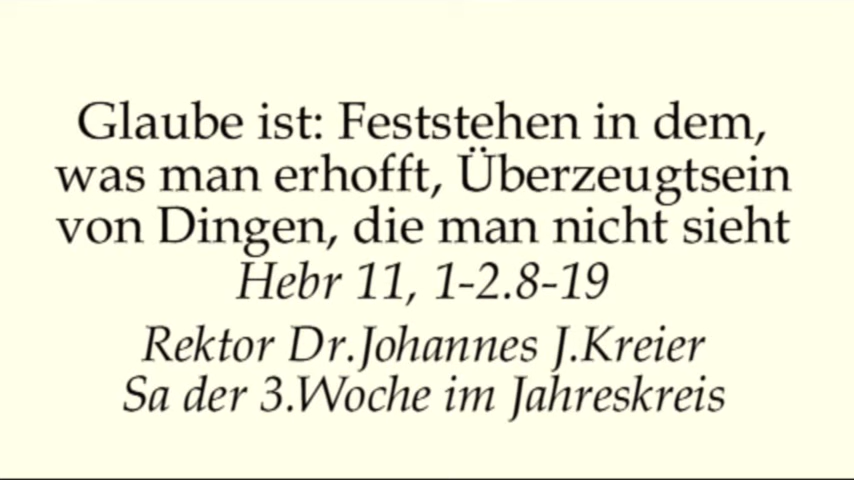 Glaube ist: Feststehen in dem,
was man erhofft, Überzeugtsein
von Dingen, die man nicht sieht
Hebr 11, 1-2.8-19
Rektor Dr.Johannes J.Kreier
Sa der 3.Woche im Jahreskreis